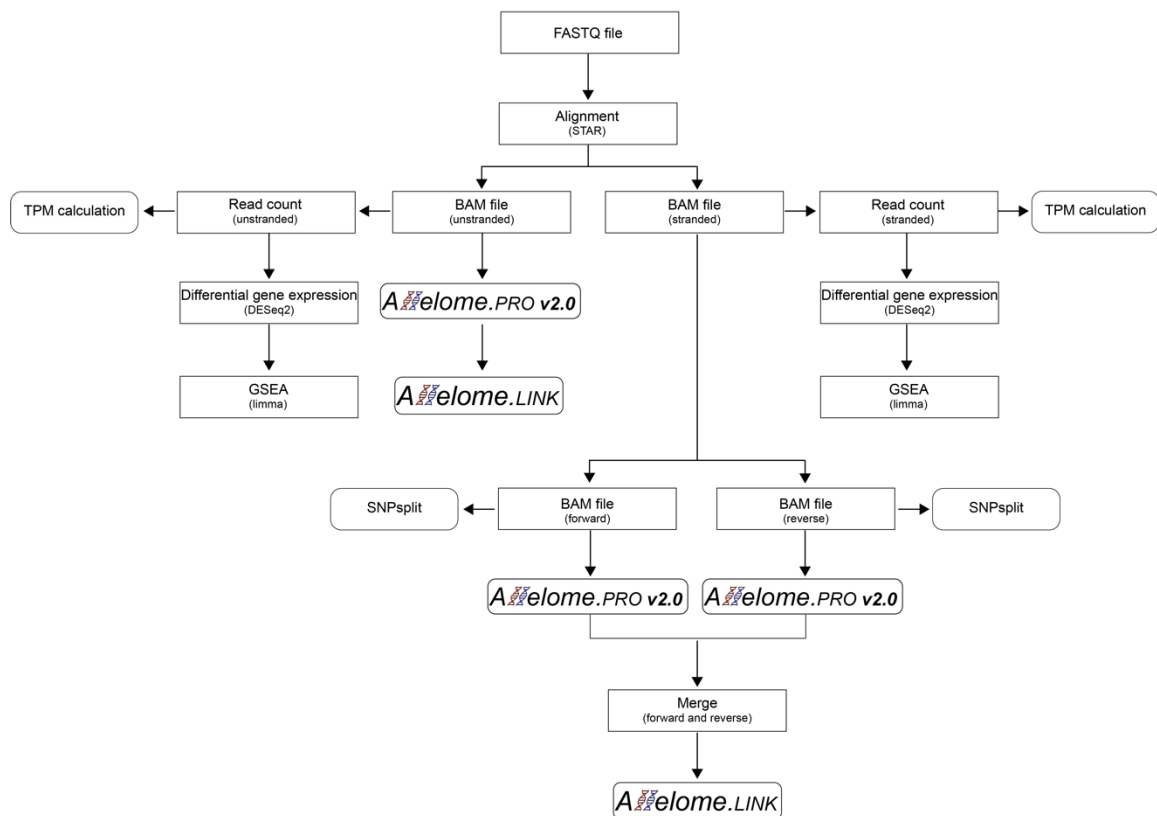 FASTQ file
Alignment
(STAR)
TPM calculation
Read count
(unstranded)
BAM file
(unstranded)
BAM file
(stranded)
Read count
(stranded)
TPM calculation
Differential gene expression
(DESeq2)
Allelome.PRO v2.0
Differential gene expression
(DESeq2)
GSEA
(limma)
Allelome.LINK
GSEA
(limma)
SNPsplit
BAM file
(forward)
BAM file
(reverse)
SNPsplit
Allelome.PRO v2.0
Allelome.PRO v2.0
Merge
(forward and reverse)
Allelome.LINK